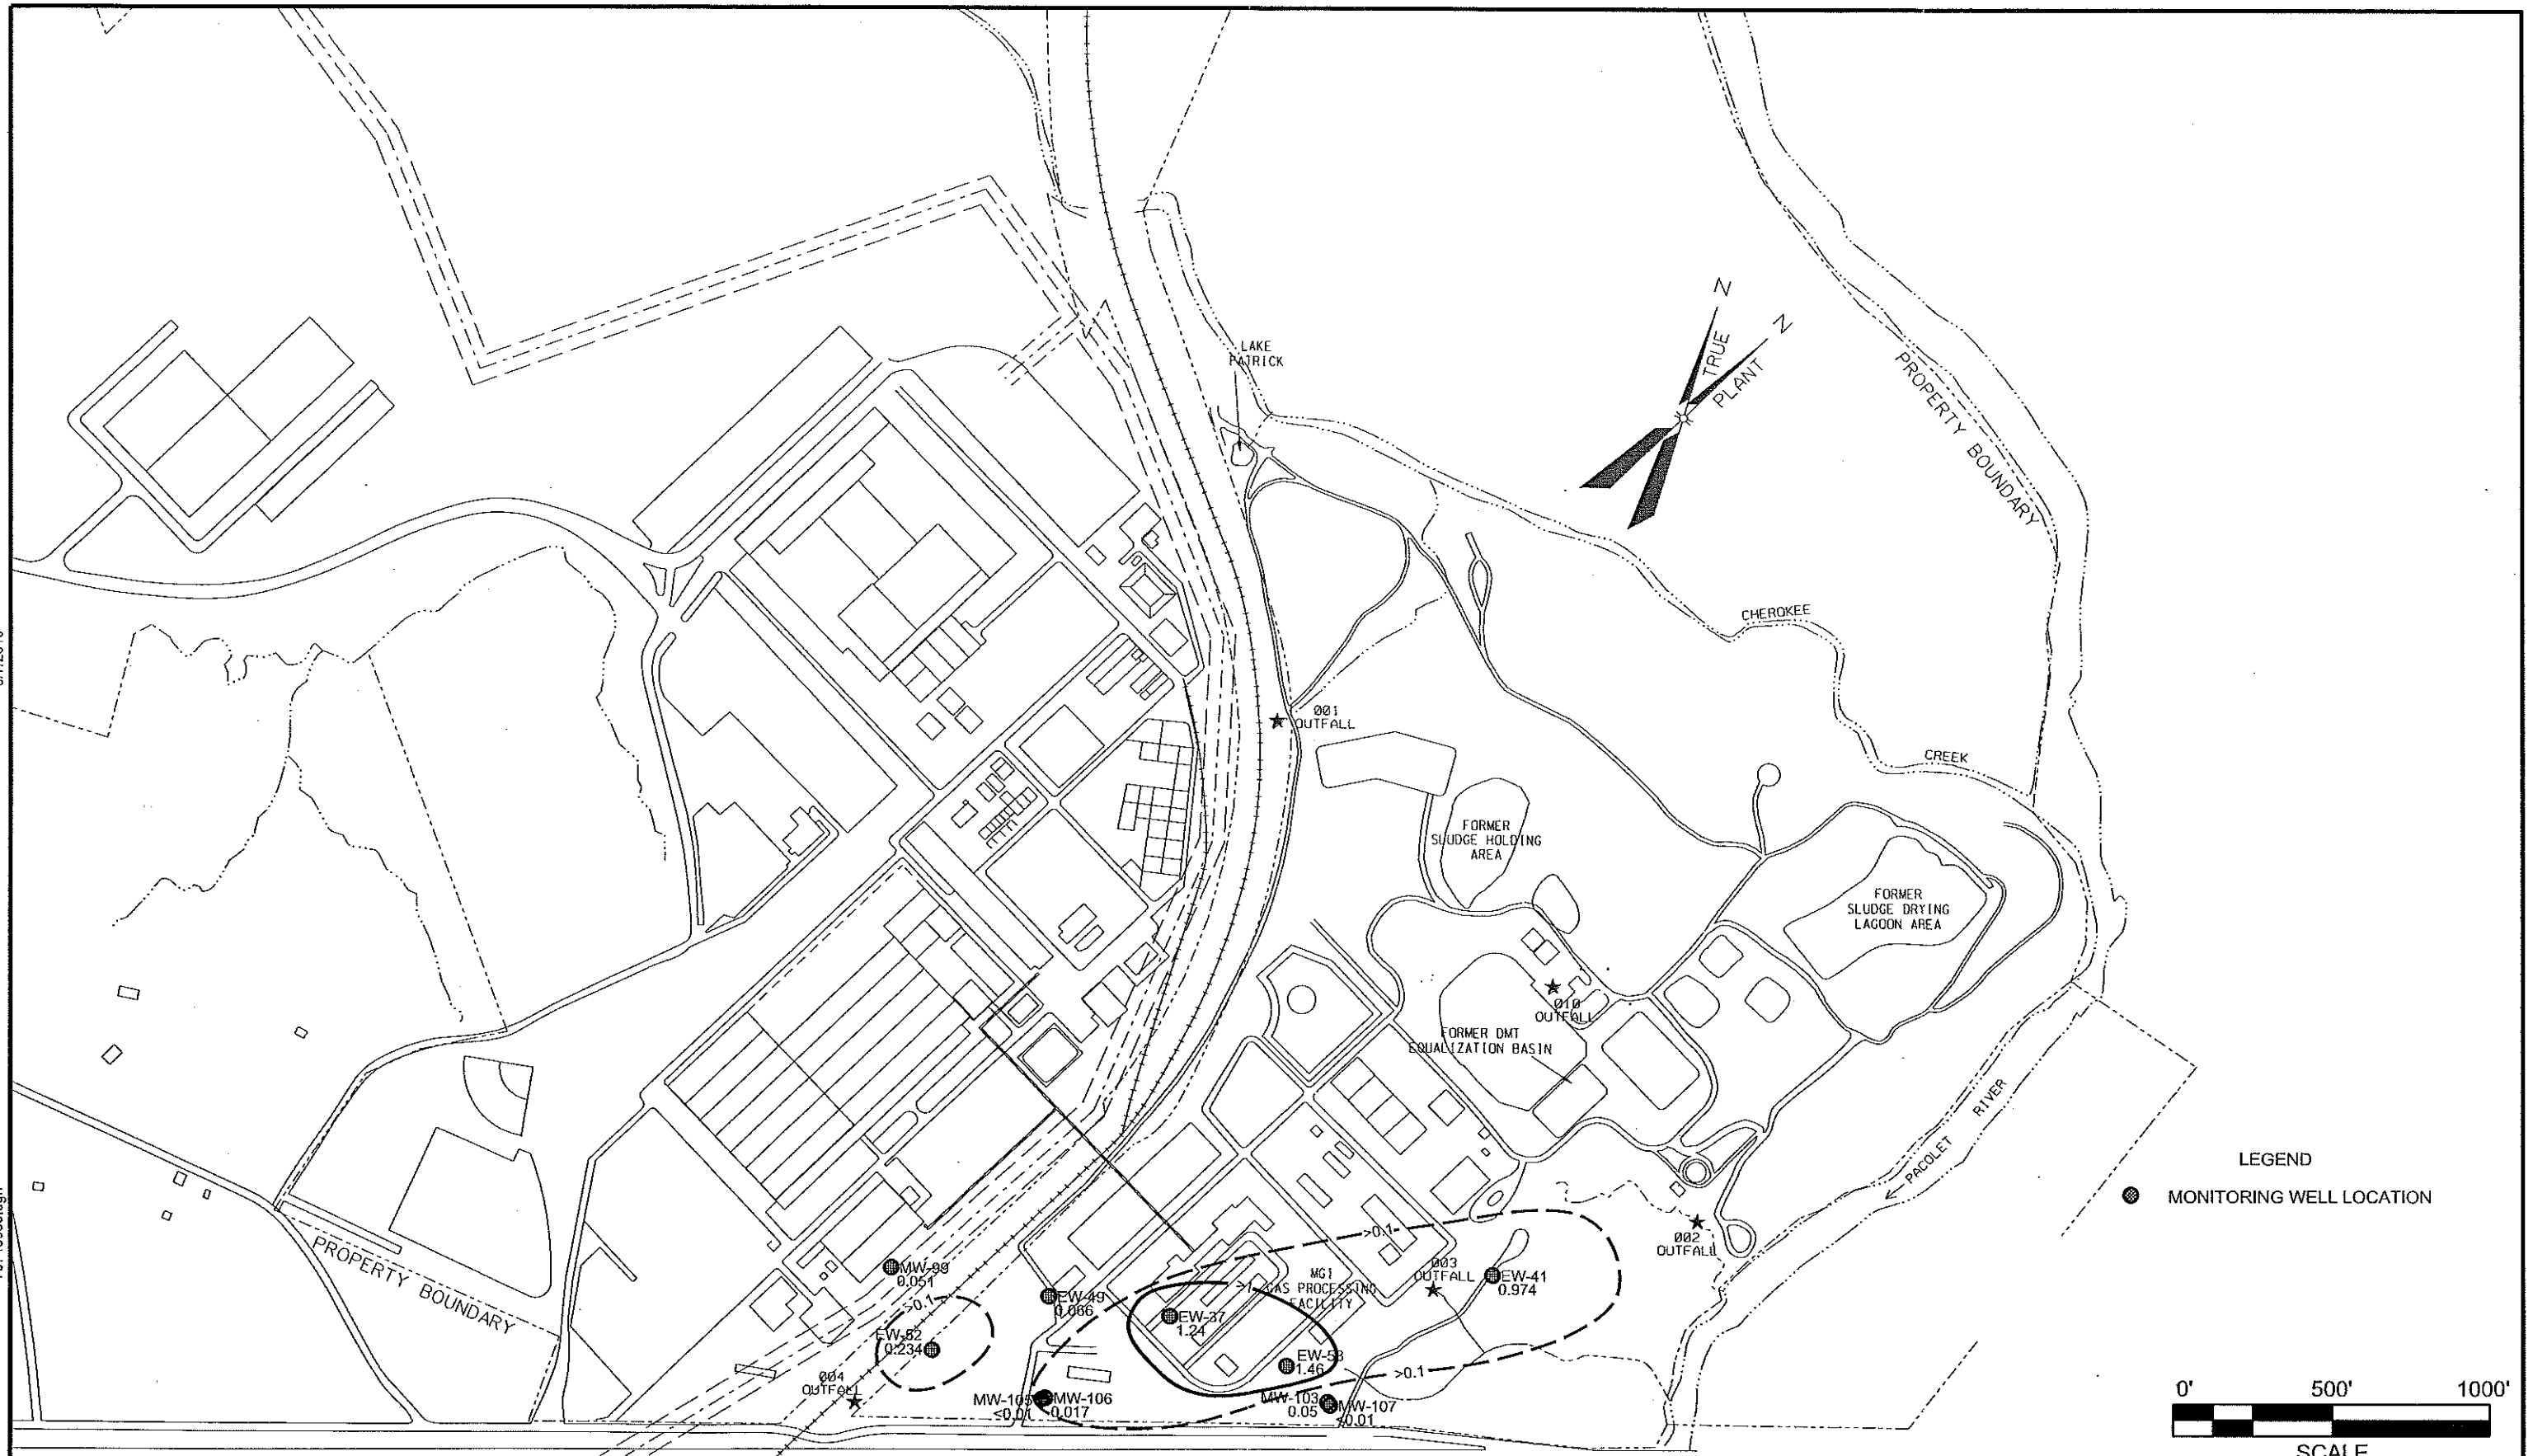 N
TRUE
N
PLANT
LAKE
PATRICK
PROPERTY BOUNDARY
CHEROKEE
CREEK
001
OUTFALL
FORMER
SLUDGE HOLDING
AREA
FORMER
SLUDGE DRYING
LAGOON AREA
010
OUTFALL
FORMER DMT
EQUALIZATION BASIN
PACOLET RIVER
002
OUTFALL
003
OUTFALL
>0.1
EW-41
0.974
MGI
GAS PROCESSING
FACILITY
>1
EW-37
1.24
EW-49
0.066
MW-99
0.051
>0.1
EW-52
0.234
004
OUTFALL
PROPERTY BOUNDARY
MW-105
<0.01
MW-106
0.017
EW-53
1.46
>0.1
MW-103
0.05
MW-107
<0.01
LEGEND
MONITORING WELL LOCATION
0' 500' 1000'
SCALE